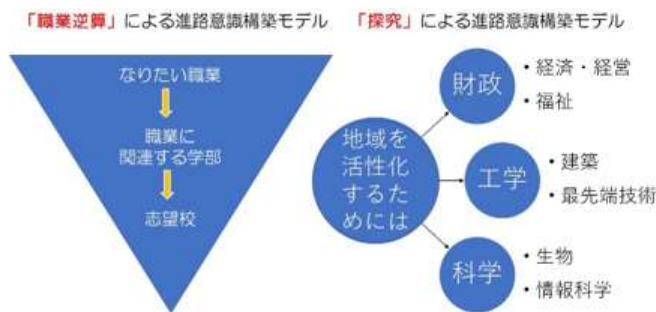 「職業逆算」による進路意識構築モデル
なりたい職業
職業に
関連する学部
志望校
「探究」による進路意識構築モデル
地域を
活性化
するた
めには
財政
・経済・経営
・福祉
工学
・建築
・最先端技術
科学
・生物
・情報科学